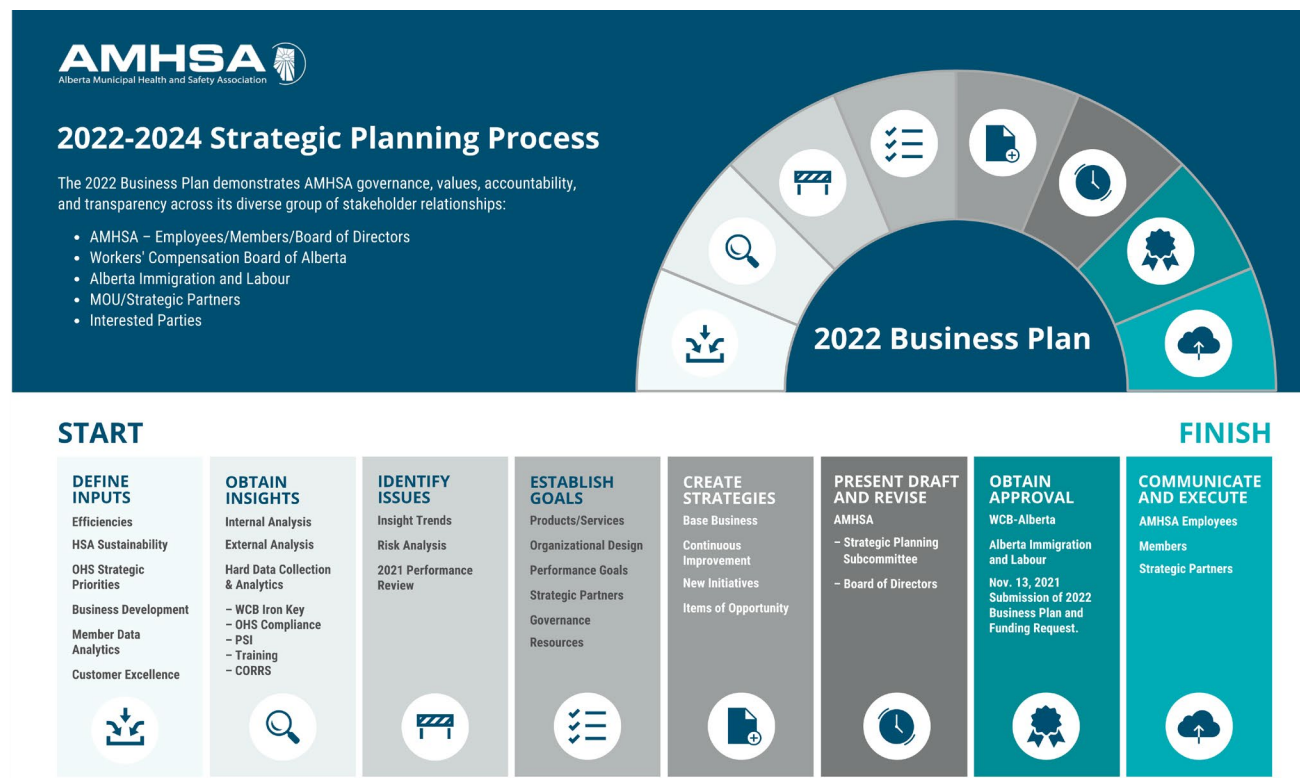 AMHSA
Alberta Municipal Health and Safety Association
2022-2024 Strategic Planning Process
The 2022 Business Plan demonstrates AMHSA governance, values, accountability,
and transparency across its diverse group of stakeholder relationships:
• AMHSA – Employees/Members/Board of Directors
• Workers' Compensation Board of Alberta
• Alberta Immigration and Labour
• MOU/Strategic Partners
• Interested Parties
2022 Business Plan
START
FINISH
DEFINE
INPUTS
Efficiencies
HSA Sustainability
OHS Strategic
Priorities
Business Development
Member Data
Analytics
Customer Excellence
OBTAIN
INSIGHTS
Internal Analysis
External Analysis
Hard Data Collection
& Analytics
– WCB Iron Key
– OHS Compliance
– PSI
– Training
– CORRS
IDENTIFY
ISSUES
Insight Trends
Risk Analysis
2021 Performance
Review
ESTABLISH
GOALS
Products/Services
Organizational Design
Performance Goals
Strategic Partners
Governance
Resources
CREATE
STRATEGIES
Base Business
Continuous
Improvement
New Initiatives
Items of Opportunity
PRESENT DRAFT
AND REVISE
AMHSA
– Strategic Planning
Subcommittee
– Board of Directors
OBTAIN
APPROVAL
WCB-Alberta
Alberta Immigration
and Labour
Nov. 13, 2021
Submission of 2022
Business Plan and
Funding Request.
COMMUNICATE
AND EXECUTE
AMHSA Employees
Members
Strategic Partners